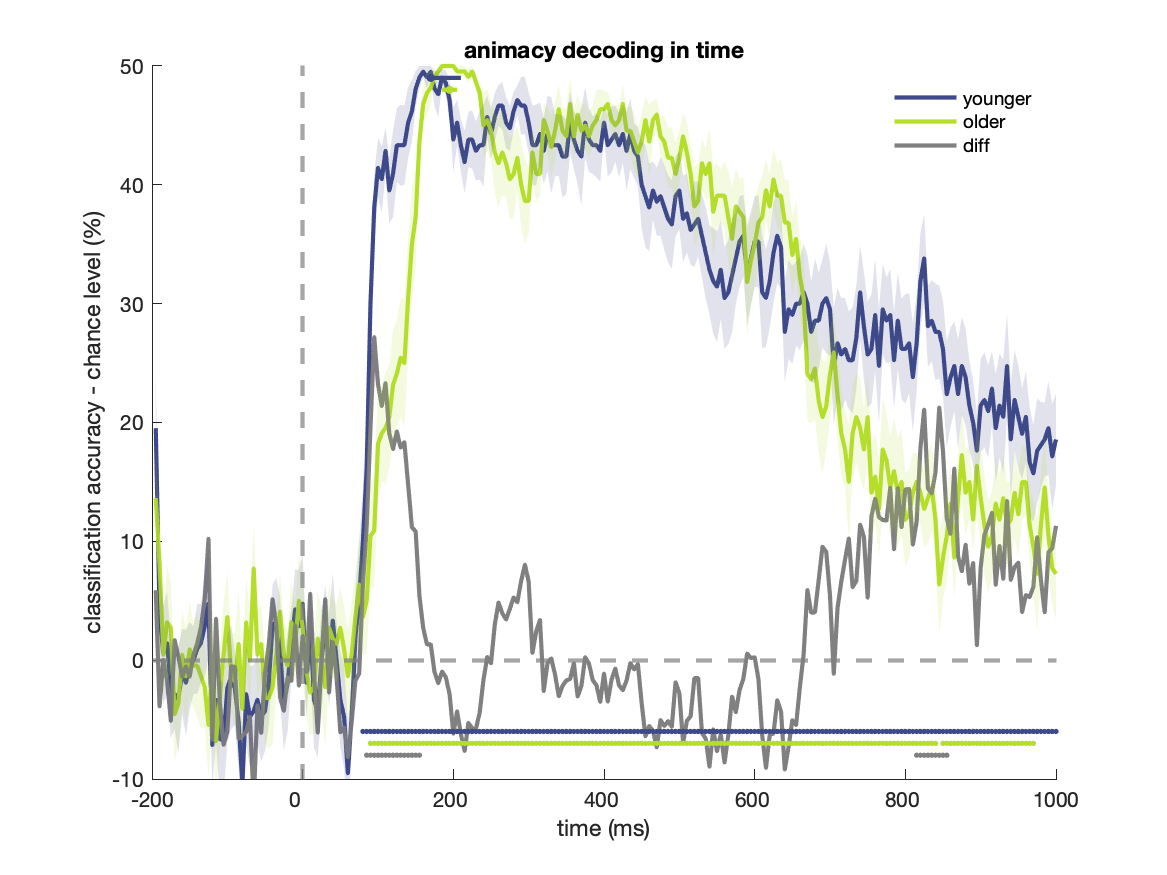 animacy decoding in time
younger
older
diff
classification accuracy - chance level (%)
50
40
30
20
10
0
-10
-200
0
200
400
600
800
1000
time (ms)